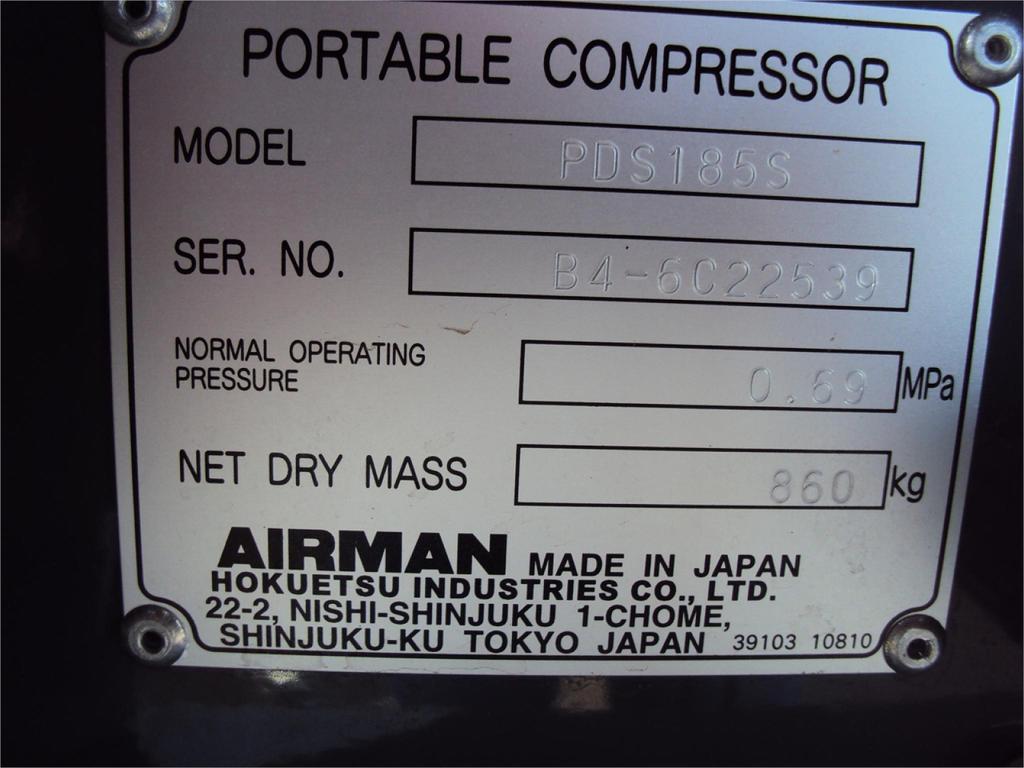 PORTABLE COMPRESSOR
MODEL PDS185S
SER. NO. B4-6C22539
NORMAL OPERATING
PRESSURE 0.69 MPa
NET DRY MASS 860 kg
AIRMAN MADE IN JAPAN
HOKUETSU INDUSTRIES CO., LTD.
22-2, NISHI-SHINJUKU 1-CHOME,
SHINJUKU-KU TOKYO JAPAN 39103 10810